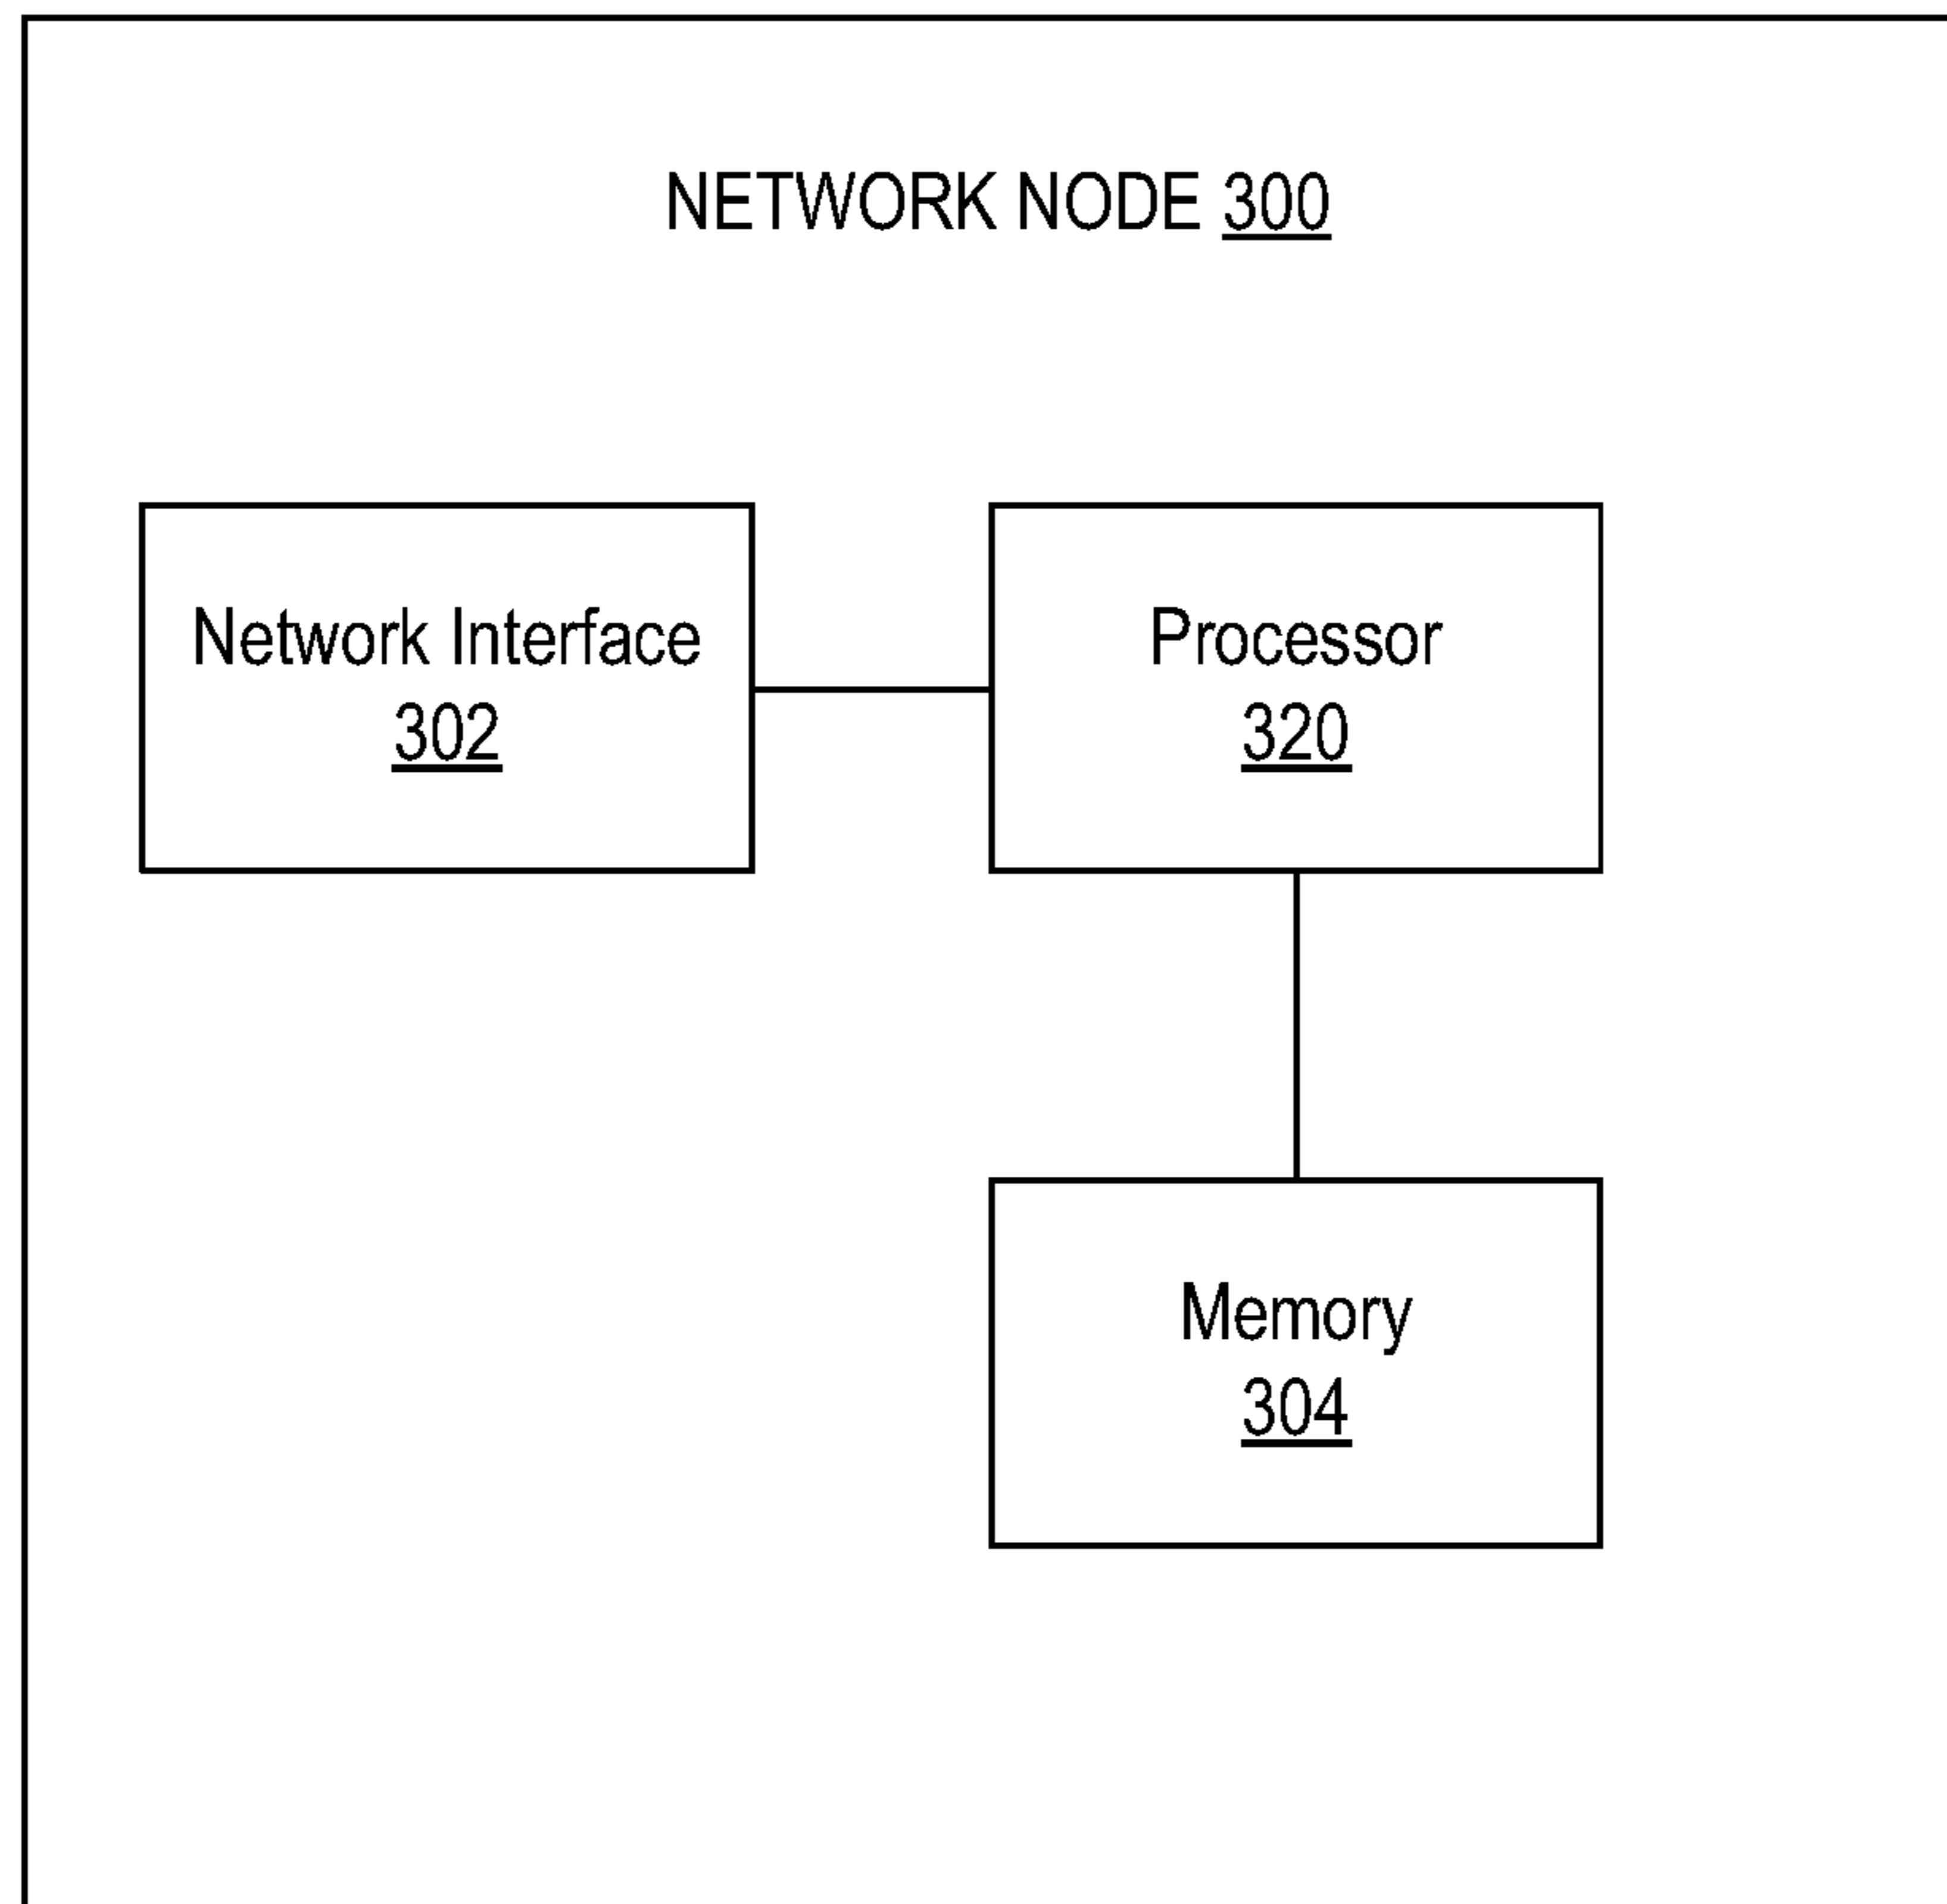 NETWORK NODE 300
Network Interface
302
Processor
320
Memory
304